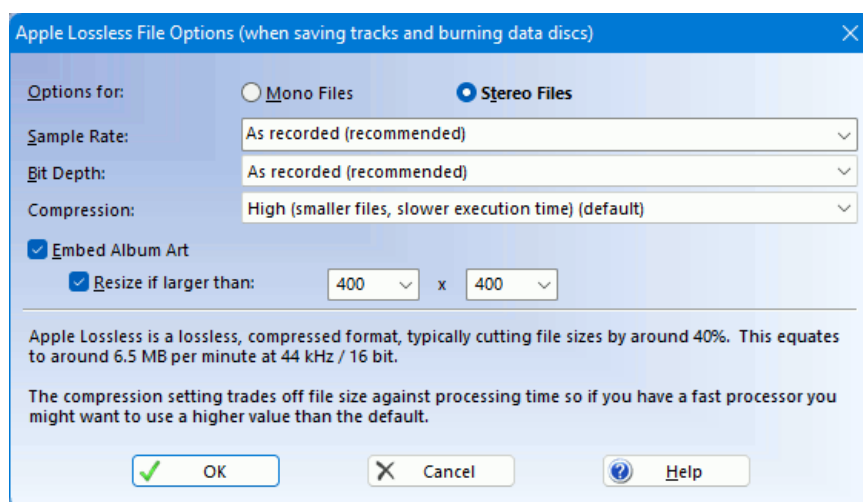 Apple Lossless File Options (when saving tracks and burning data discs)
Options for: Mono Files Stereo Files
Sample Rate: As recorded (recommended)
Bit Depth: As recorded (recommended)
Compression: High (smaller files, slower execution time) (default)
Embed Album Art
Resize if larger than: 400 x 400
Apple Lossless is a lossless, compressed format, typically cutting file sizes by around 40%. This equates
to around 6.5 MB per minute at 44 kHz / 16 bit.
The compression setting trades off file size against processing time so if you have a fast processor you
might want to use a higher value than the default.
OK Cancel Help